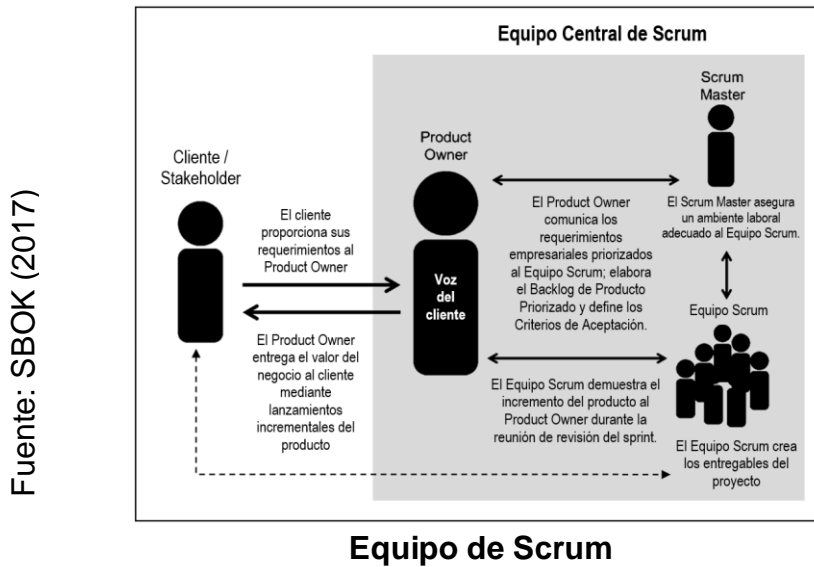 Equipo Central de Scrum
Scrum
Master
Product
Owner
Cliente /
Stakeholder
El cliente
proporciona sus
requerimientos al
Product Owner
Voz
del
cliente
El Product Owner
entrega el valor del
negocio al cliente
mediante
lanzamientos
incrementales del
producto
El Product Owner
comunica los
requerimientos
empresariales priorizados
al Equipo Scrum; elabora
el Backlog de Producto
Priorizado y define los
Criterios de Aceptación.
El Scrum Master asegura
un ambiente laboral
adecuado al Equipo Scrum.
Equipo Scrum
El Equipo Scrum demuestra el
incremento del producto al
Product Owner durante la
reunión de revisión del sprint.
El Equipo Scrum crea
los entregables del
proyecto
Fuente: SBOK (2017)
Equipo de Scrum